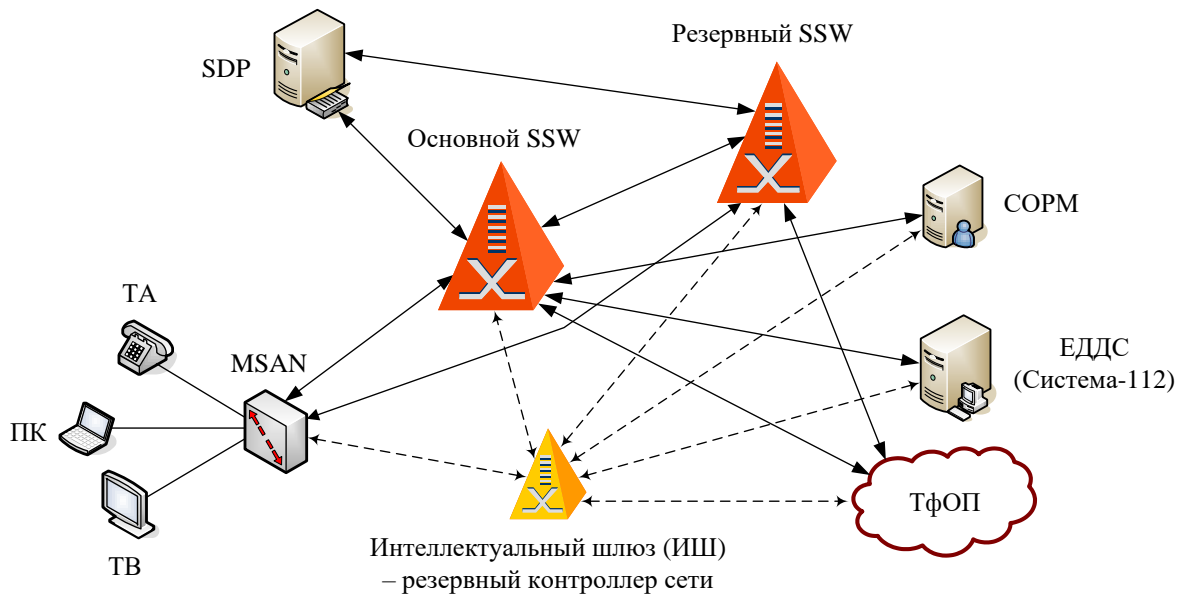 Резервный SSW
SDP
Основной SSW
СОРМ
ТА
MSAN
ЕДДС
(Система-112)
ПК
ТфОП
ТВ
Интеллектуальный шлюз (ИШ)
– резервный контроллер сети